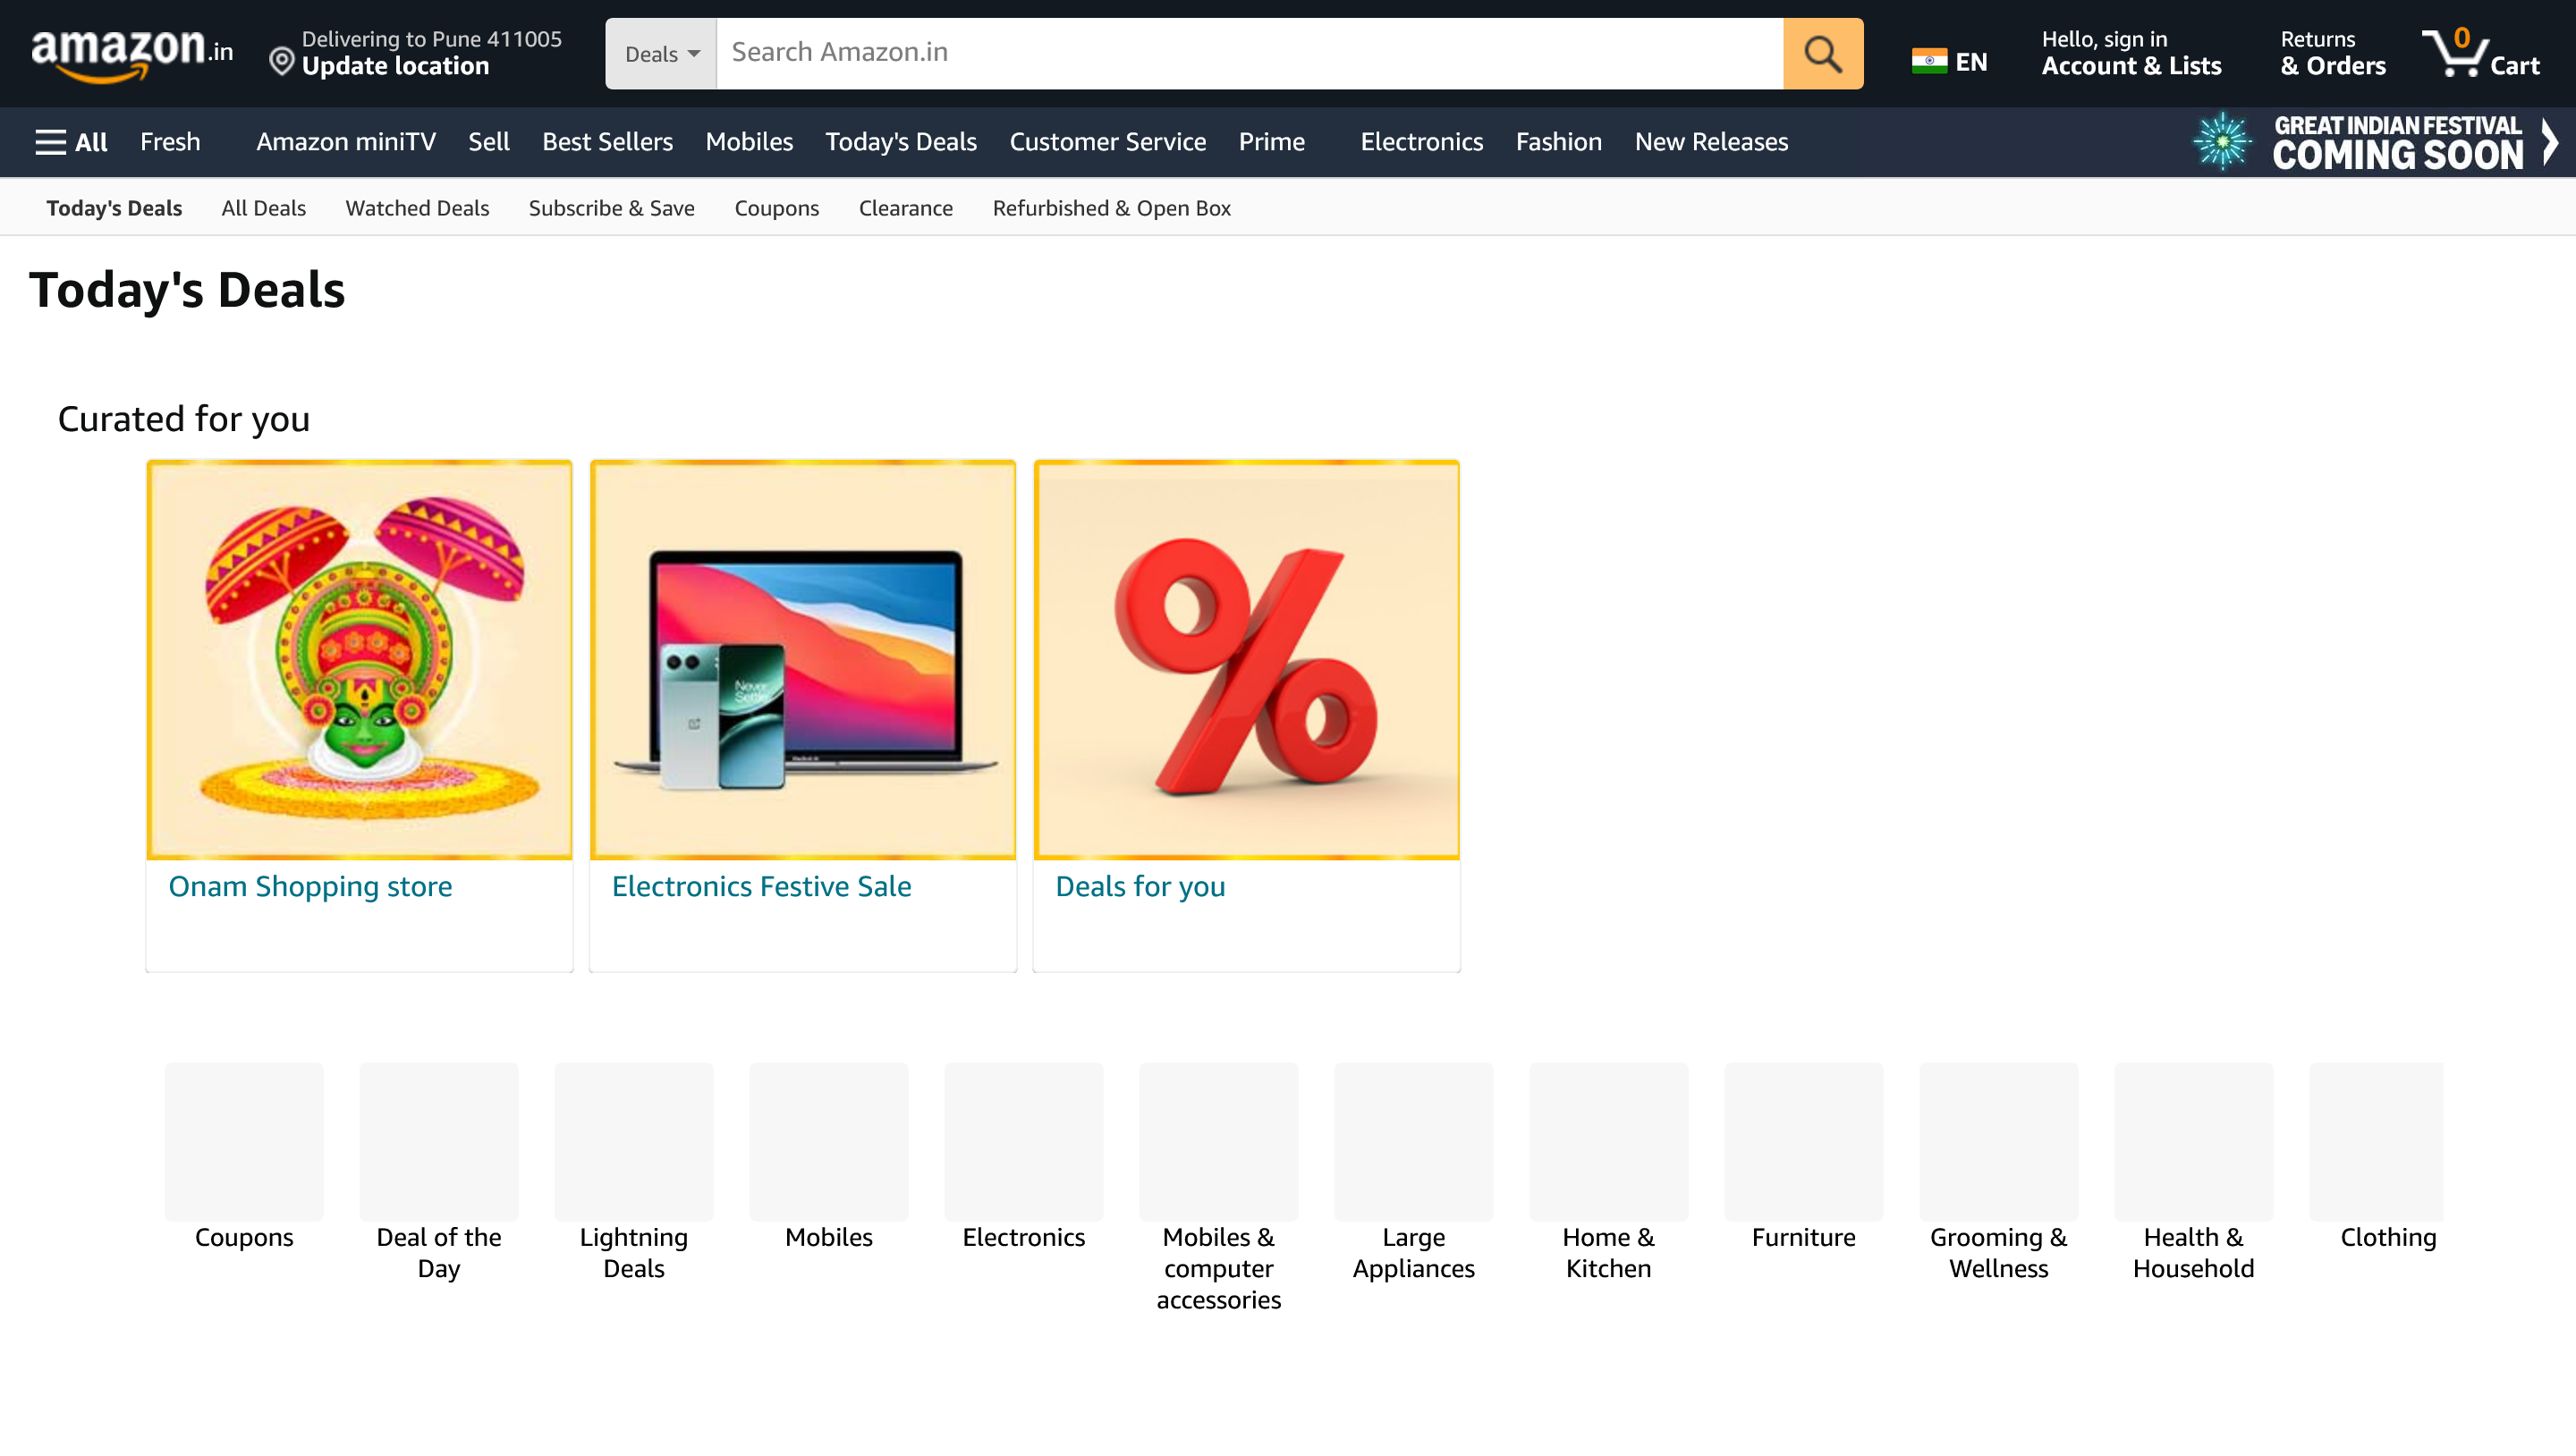 amazon.in
Delivering to Pune 411005
Update location
Deals
Search Amazon.in
EN
Hello, sign in
Account & Lists
Returns
& Orders
0
Cart
All
Fresh
Amazon miniTV
Sell
Best Sellers
Mobiles
Today's Deals
Customer Service
Prime
Electronics
Fashion
New Releases
GREAT INDIAN FESTIVAL
COMING SOON
Today's Deals
All Deals
Watched Deals
Subscribe & Save
Coupons
Clearance
Refurbished & Open Box
Today's Deals
Curated for you
Never
Settle
%
Onam Shopping store
Electronics Festive Sale
Deals for you
Coupons
Deal of the
Day
Lightning
Deals
Mobiles
Electronics
Mobiles &
computer
accessories
Large
Appliances
Home &
Kitchen
Furniture
Grooming &
Wellness
Health &
Household
Clothing